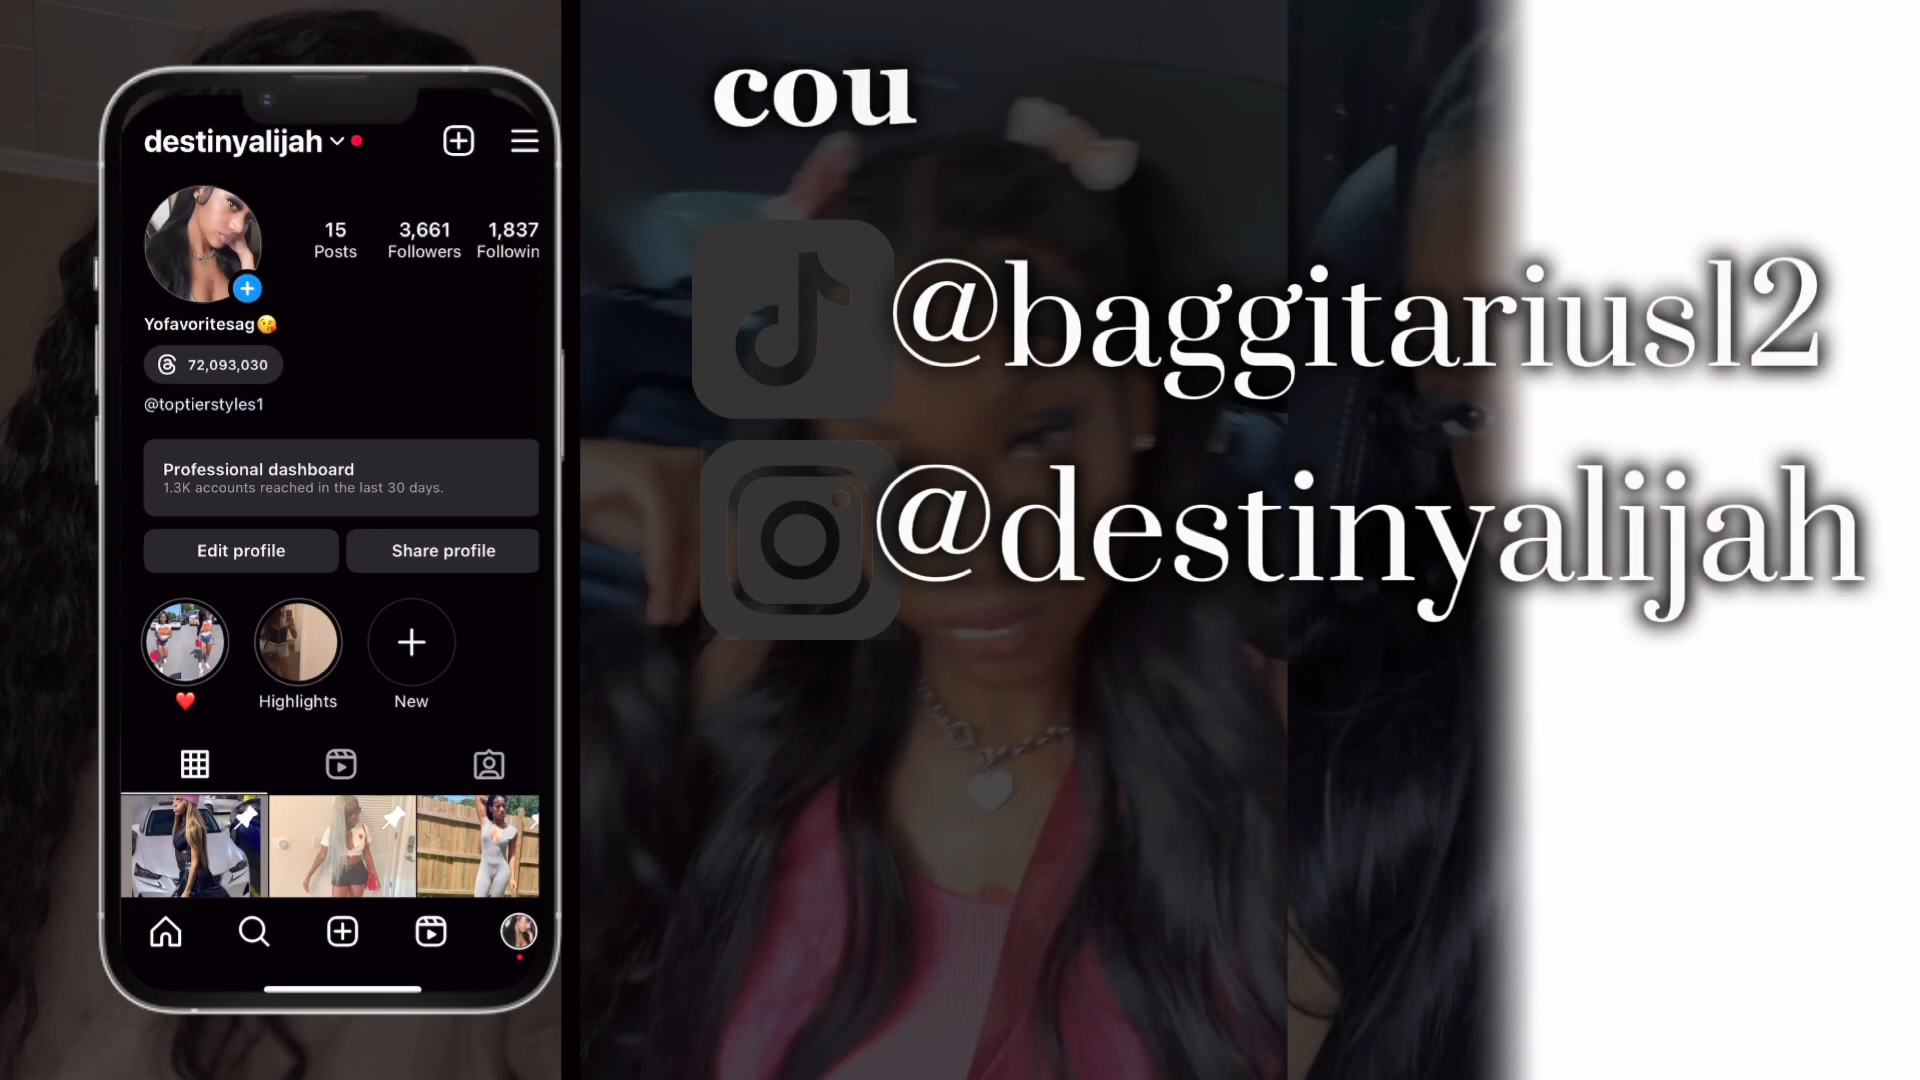 destinyalijah
15 3,661 1,837
Posts Followers Followin
Yofavoritesag😘
72,093,030
@toptierstyles1
Professional dashboard
1.3K accounts reached in the last 30 days.
Edit profile Share profile
❤️ Highlights New
cou
@baggitarius12
@destinyalijah